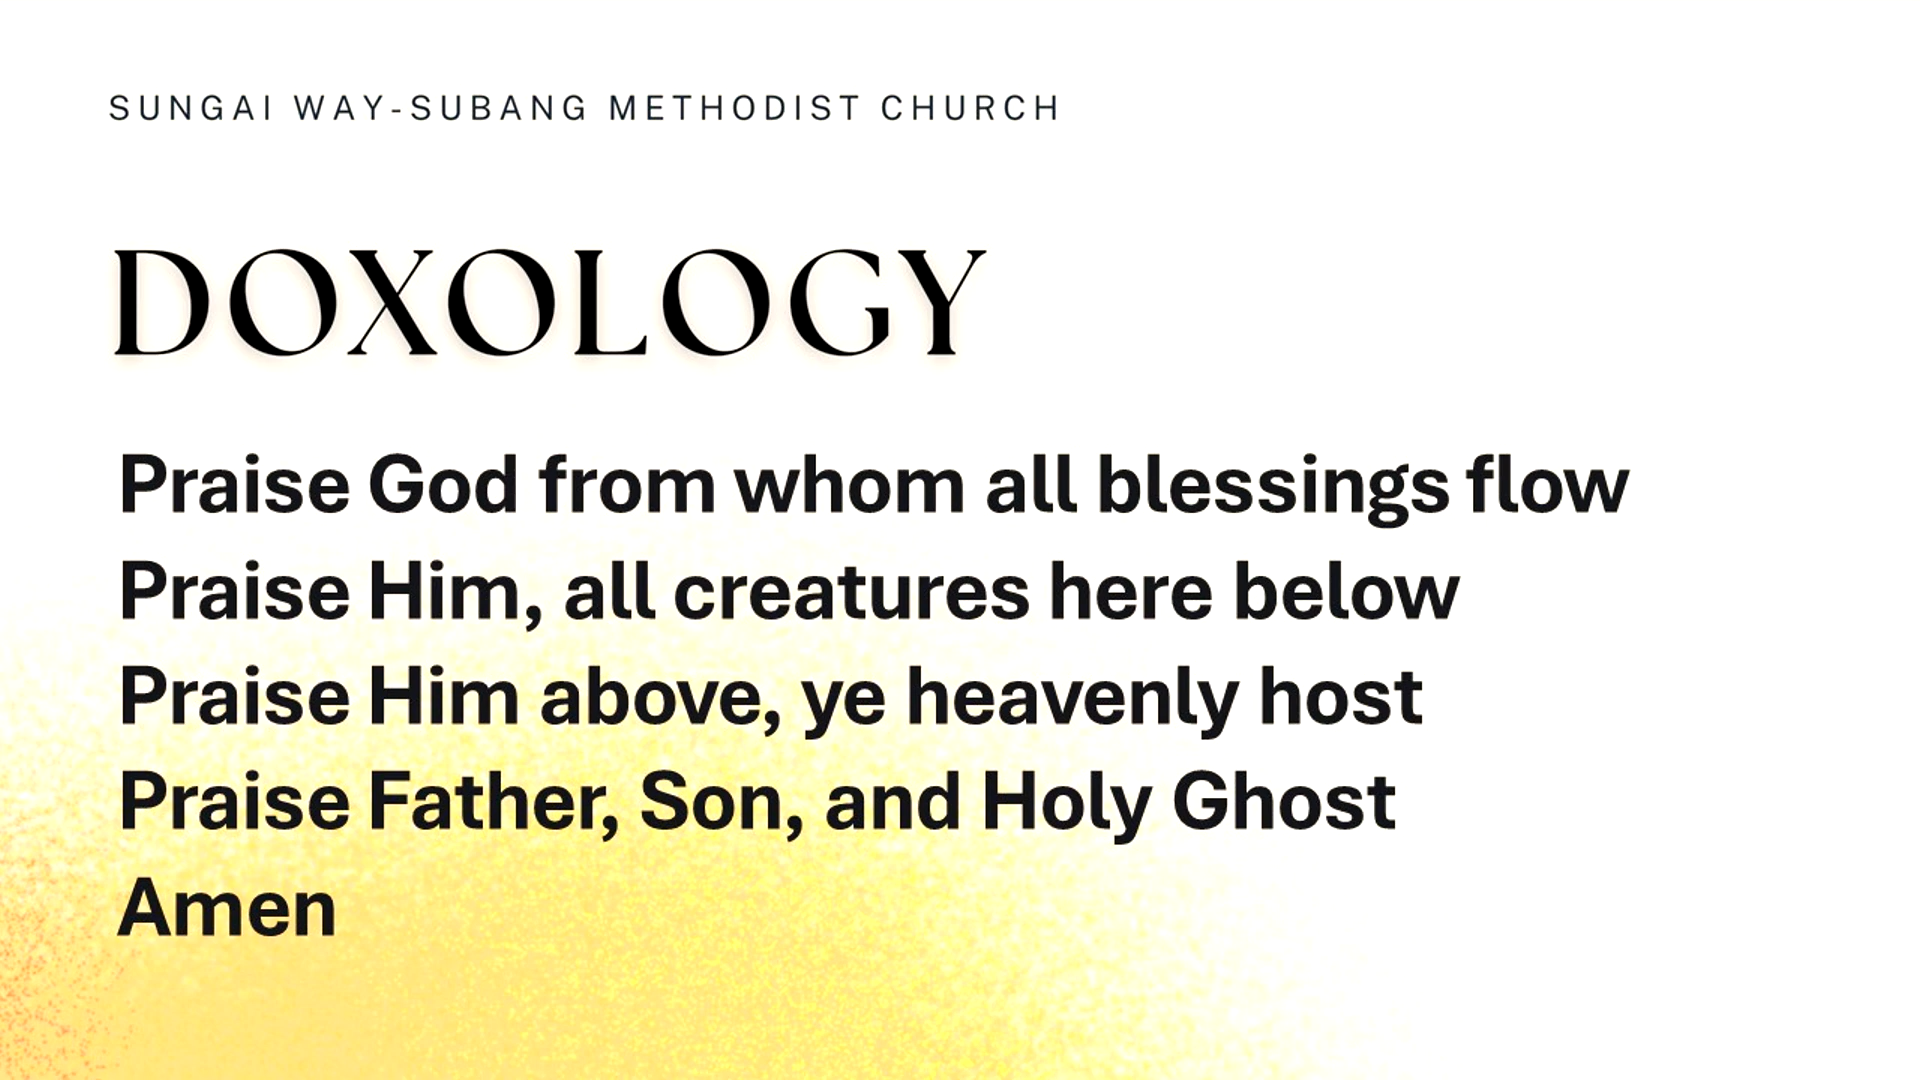 SUNGAI WAY-SUBANG METHODIST CHURCH
DOXOLOGY
Praise God from whom all blessings flow
Praise Him, all creatures here below
Praise Him above, ye heavenly host
Praise Father, Son, and Holy Ghost
Amen